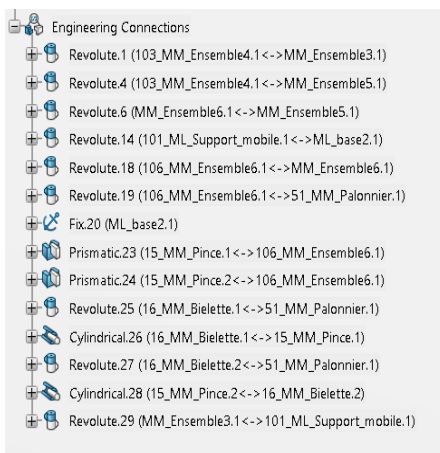 Engineering Connections
Revolute.1 (103_MM_Ensemble4.1<->MM_Ensemble3.1)
Revolute.4 (103_MM_Ensemble4.1<->MM_Ensemble5.1)
Revolute.6 (MM_Ensemble6.1<->MM_Ensemble5.1)
Revolute.14 (101_ML_Support_mobile.1<->ML_base2.1)
Revolute.18 (106_MM_Ensemble6.1<->MM_Ensemble6.1)
Revolute.19 (106_MM_Ensemble6.1<->51_MM_Palonnier.1)
Fix.20 (ML_base2.1)
Prismatic.23 (15_MM_Pince.1<->106_MM_Ensemble6.1)
Prismatic.24 (15_MM_Pince.2<->106_MM_Ensemble6.1)
Revolute.25 (16_MM_Bielette.1<->51_MM_Palonnier.1)
Cylindrical.26 (16_MM_Bielette.1<->15_MM_Pince.1)
Revolute.27 (16_MM_Bielette.2<->51_MM_Palonnier.1)
Cylindrical.28 (15_MM_Pince.2<->16_MM_Bielette.2)
Revolute.29 (MM_Ensemble3.1<->101_ML_Support_mobile.1)